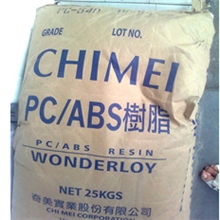 GRADE LOT NO.
CHIMEI
PC/ABS樹脂
PC/ABS RESIN
WONDERLOY
NET 25KGS
奇美實業股份有限公司
CHI MEI CORPORATION